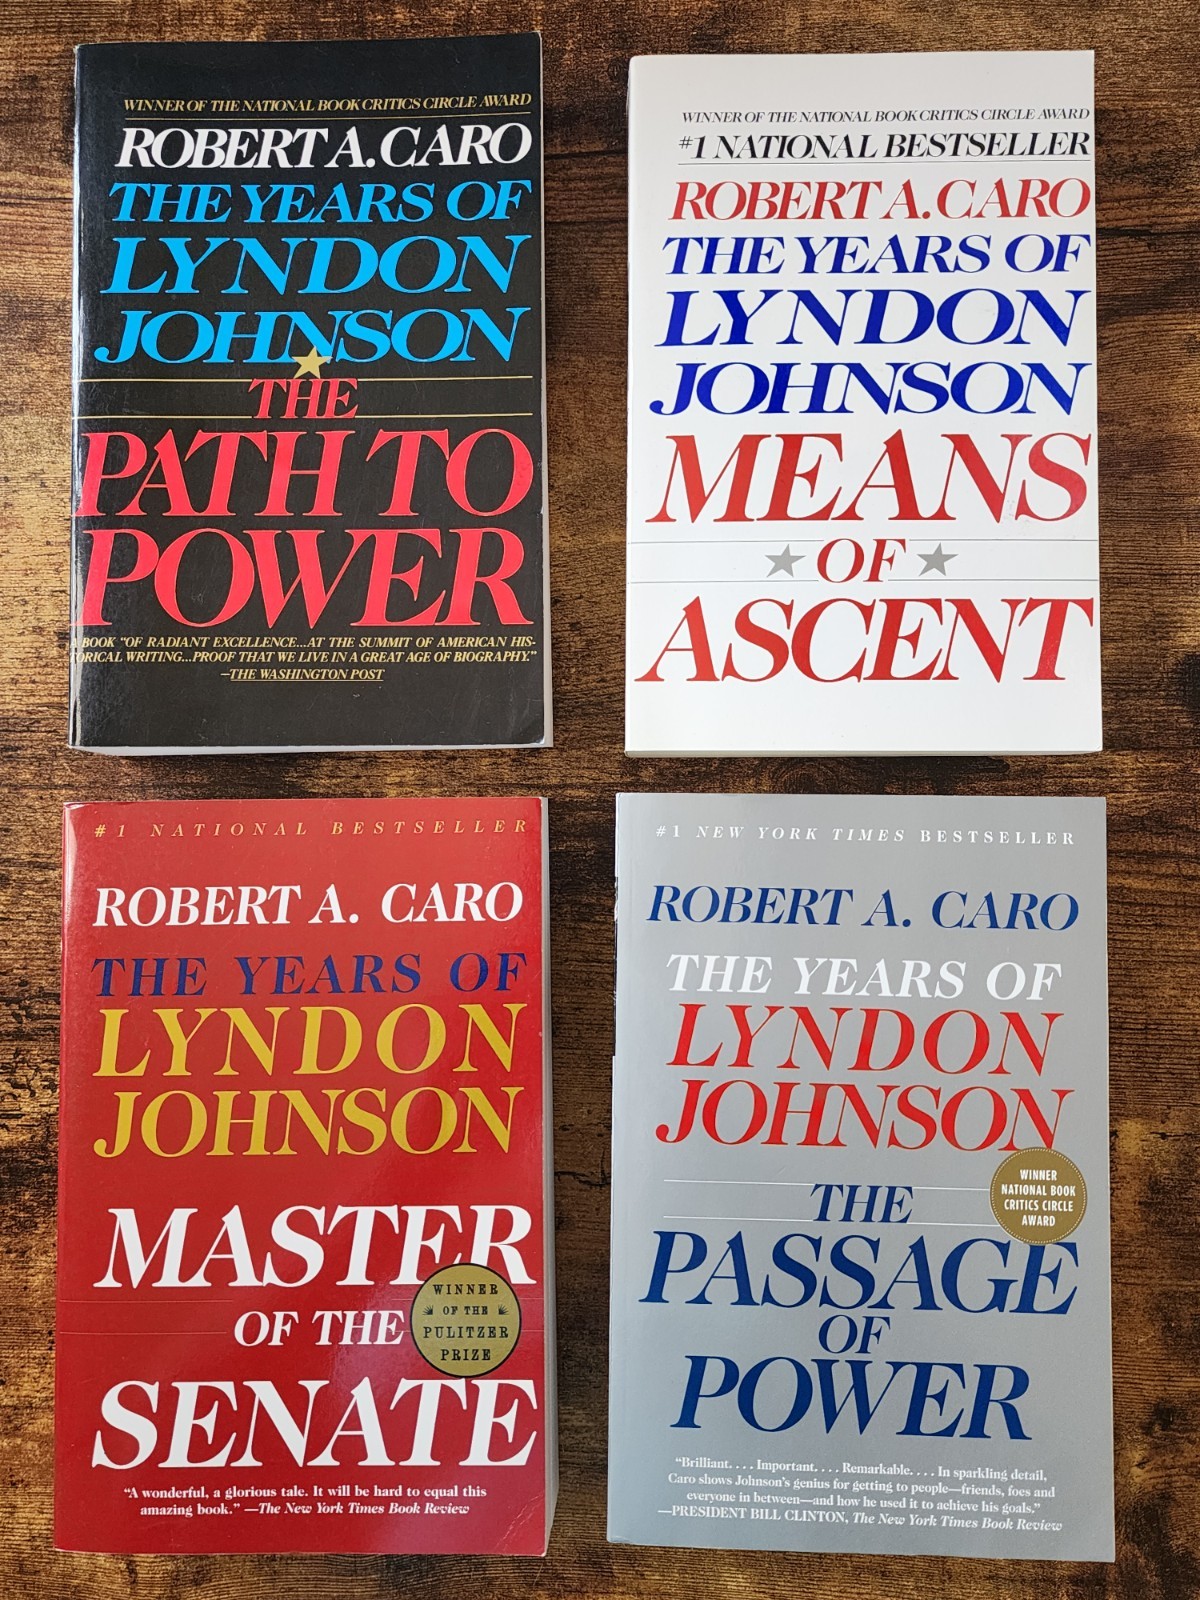 WINNER OF THE NATIONAL BOOK CRITICS CIRCLE AWARD
ROBERT A. CARO
THE YEARS OF
LYNDON
JOHNSON
THE
PATH TO
POWER
A BOOK "OF RADIANT EXCELLENCE...AT THE SUMMIT OF AMERICAN HIS-
TORICAL WRITING...PROOF THAT WE LIVE IN A GREAT AGE OF BIOGRAPHY."
—THE WASHINGTON POST
WINNER OF THE NATIONAL BOOK CRITICS CIRCLE AWARD
#1 NATIONAL BESTSELLER
ROBERT A. CARO
THE YEARS OF
LYNDON
JOHNSON
MEANS
OF
ASCENT
#1 NATIONAL BESTSELLER
ROBERT A. CARO
THE YEARS OF
LYNDON
JOHNSON
MASTER
OF THE
SENATE
WINNER
OF THE
PULITZER
PRIZE
"A wonderful, a glorious tale. It will be hard to equal this
amazing book." —The New York Times Book Review
#1 NEW YORK TIMES BESTSELLER
ROBERT A. CARO
THE YEARS OF
LYNDON
JOHNSON
WINNER
NATIONAL BOOK
CRITICS CIRCLE
AWARD
THE
PASSAGE
OF
POWER
"Brilliant. . . . Important. . . . Remarkable. . . . In sparkling detail,
Caro shows Johnson's genius for getting to people—friends, foes and
everyone in between—and how he used it to achieve his goals."
—PRESIDENT BILL CLINTON, The New York Times Book Review